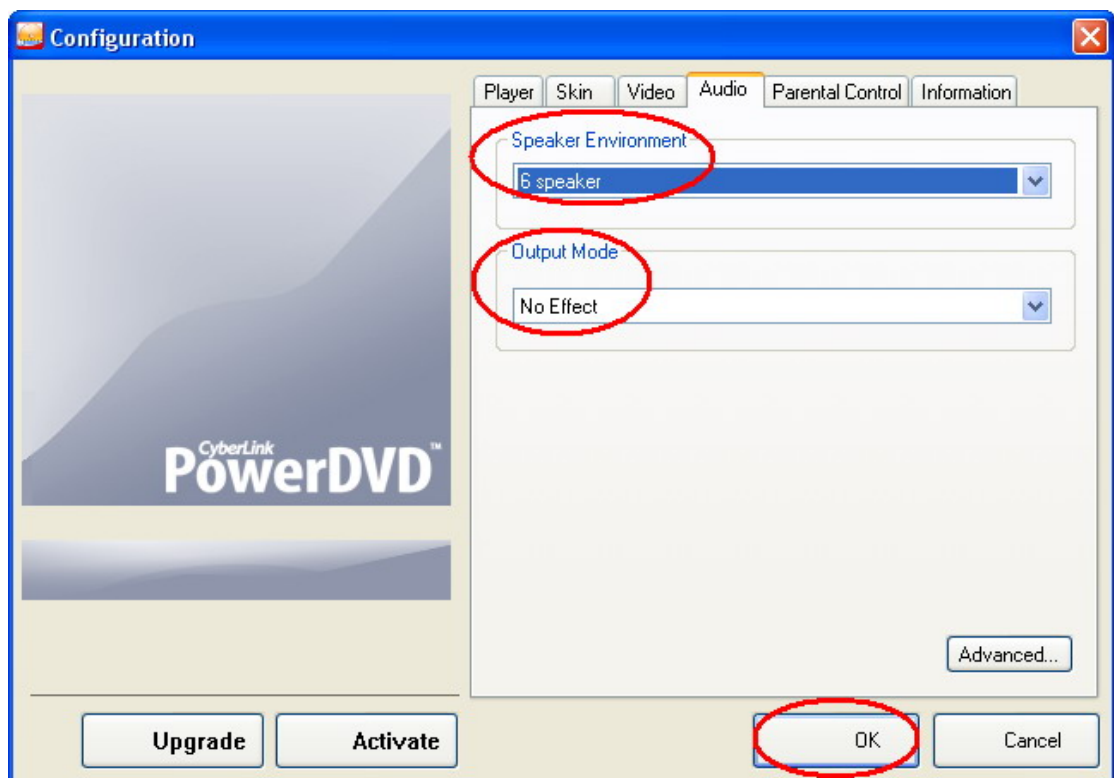 Configuration
Player Skin Video Audio Parental Control Information
Speaker Environment
6 speaker
Output Mode
No Effect
CyberLink
PowerDVD™
Advanced...
Upgrade Activate OK Cancel